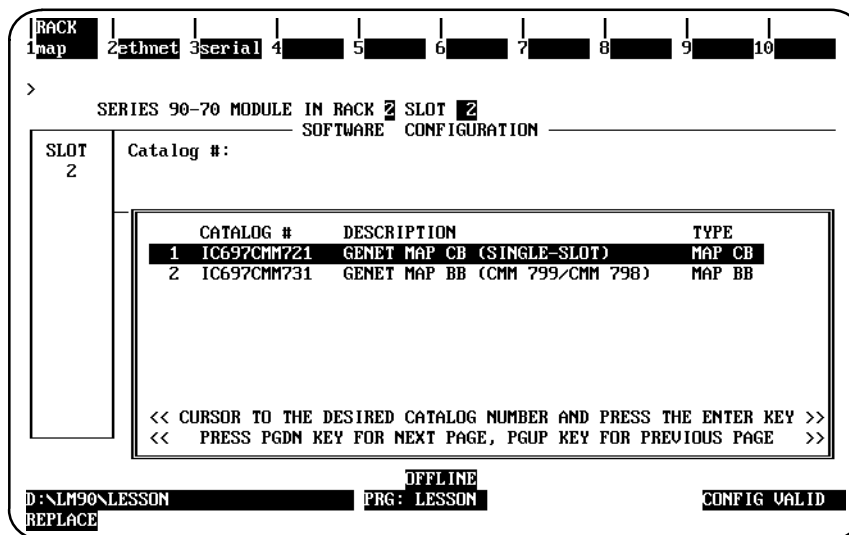 RACK
1map 2ethnet 3serial 4 5 6 7 8 9 10
>
SERIES 90-70 MODULE IN RACK 2 SLOT 2
SOFTWARE CONFIGURATION
SLOT Catalog #:
2
CATALOG # DESCRIPTION TYPE
1 IC697CMM721 GENET MAP CB (SINGLE-SLOT) MAP CB
2 IC697CMM731 GENET MAP BB (CMM 799/CMM 798) MAP BB
<< CURSOR TO THE DESIRED CATALOG NUMBER AND PRESS THE ENTER KEY >>
<< PRESS PGDN KEY FOR NEXT PAGE, PGUP KEY FOR PREVIOUS PAGE >>
OFFLINE
D:\LM90\LESSON PRG: LESSON CONFIG VALID
REPLACE